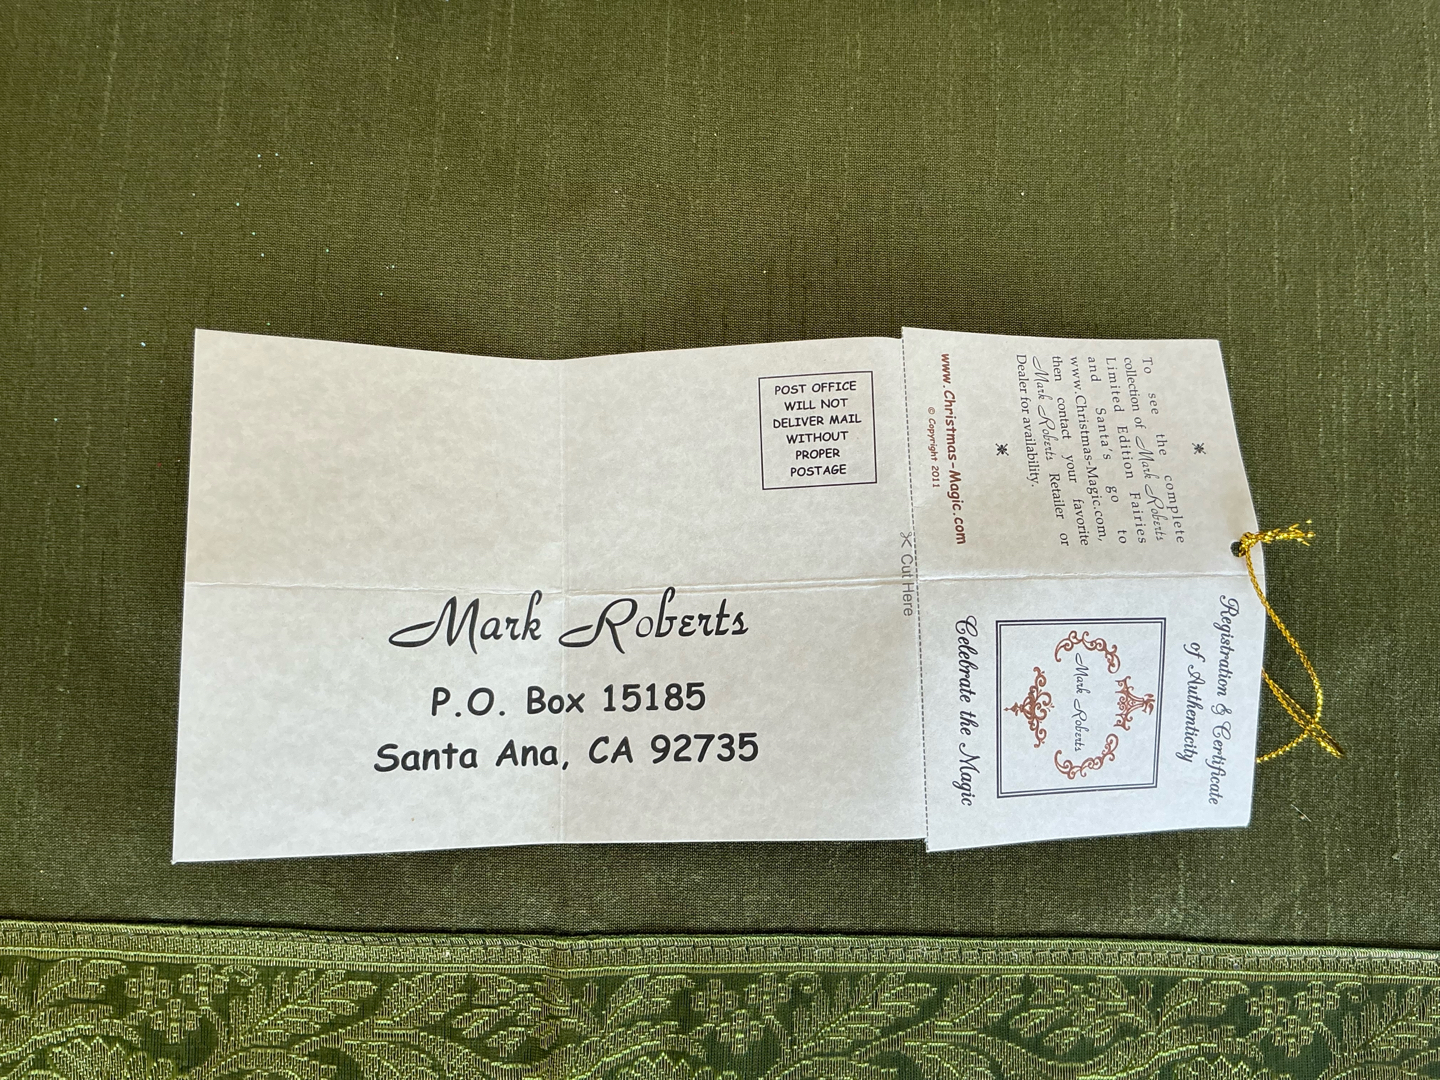 POST OFFICE
WILL NOT
DELIVER MAIL
WITHOUT
PROPER
POSTAGE
Mark Roberts
P.O. Box 15185
Santa Ana, CA 92735
Cut Here
To see the complete
collection of Mark Roberts
Limited Edition Fairies
and Santa's go to
www.Christmas-Magic.com,
then contact your favorite
Mark Roberts Retailer or
Dealer for availability.
www.Christmas-Magic.com
© Copyright 2011
Registration & Certificate
of Authenticity
Mark Roberts
Celebrate the Magic